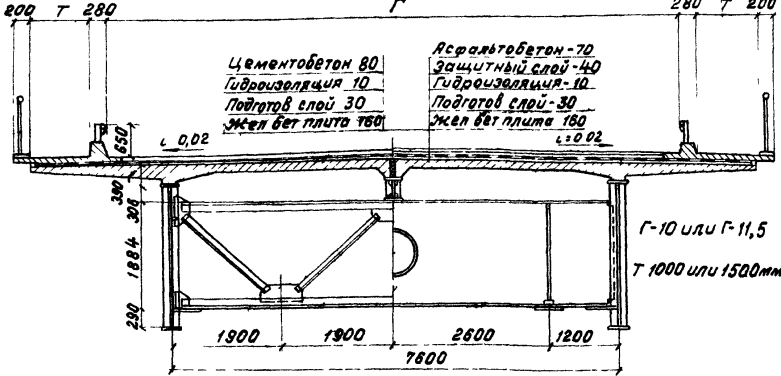 200 Т 280 Г 280 Т 200
Цементобетон 80
Гидроизоляция 10
Подготов слой 30
Жел бет плита 160
Асфальтобетон-70
Защитный слой-40
Гидроизоляция-10
Подготов слой-30
Жел бет плита 160
650
i 0,02
i=0.02
390
306
1884
290
Г-10 или Г-11,5
Т 1000 или 1500мм
1900 1900 2600 1200
7600